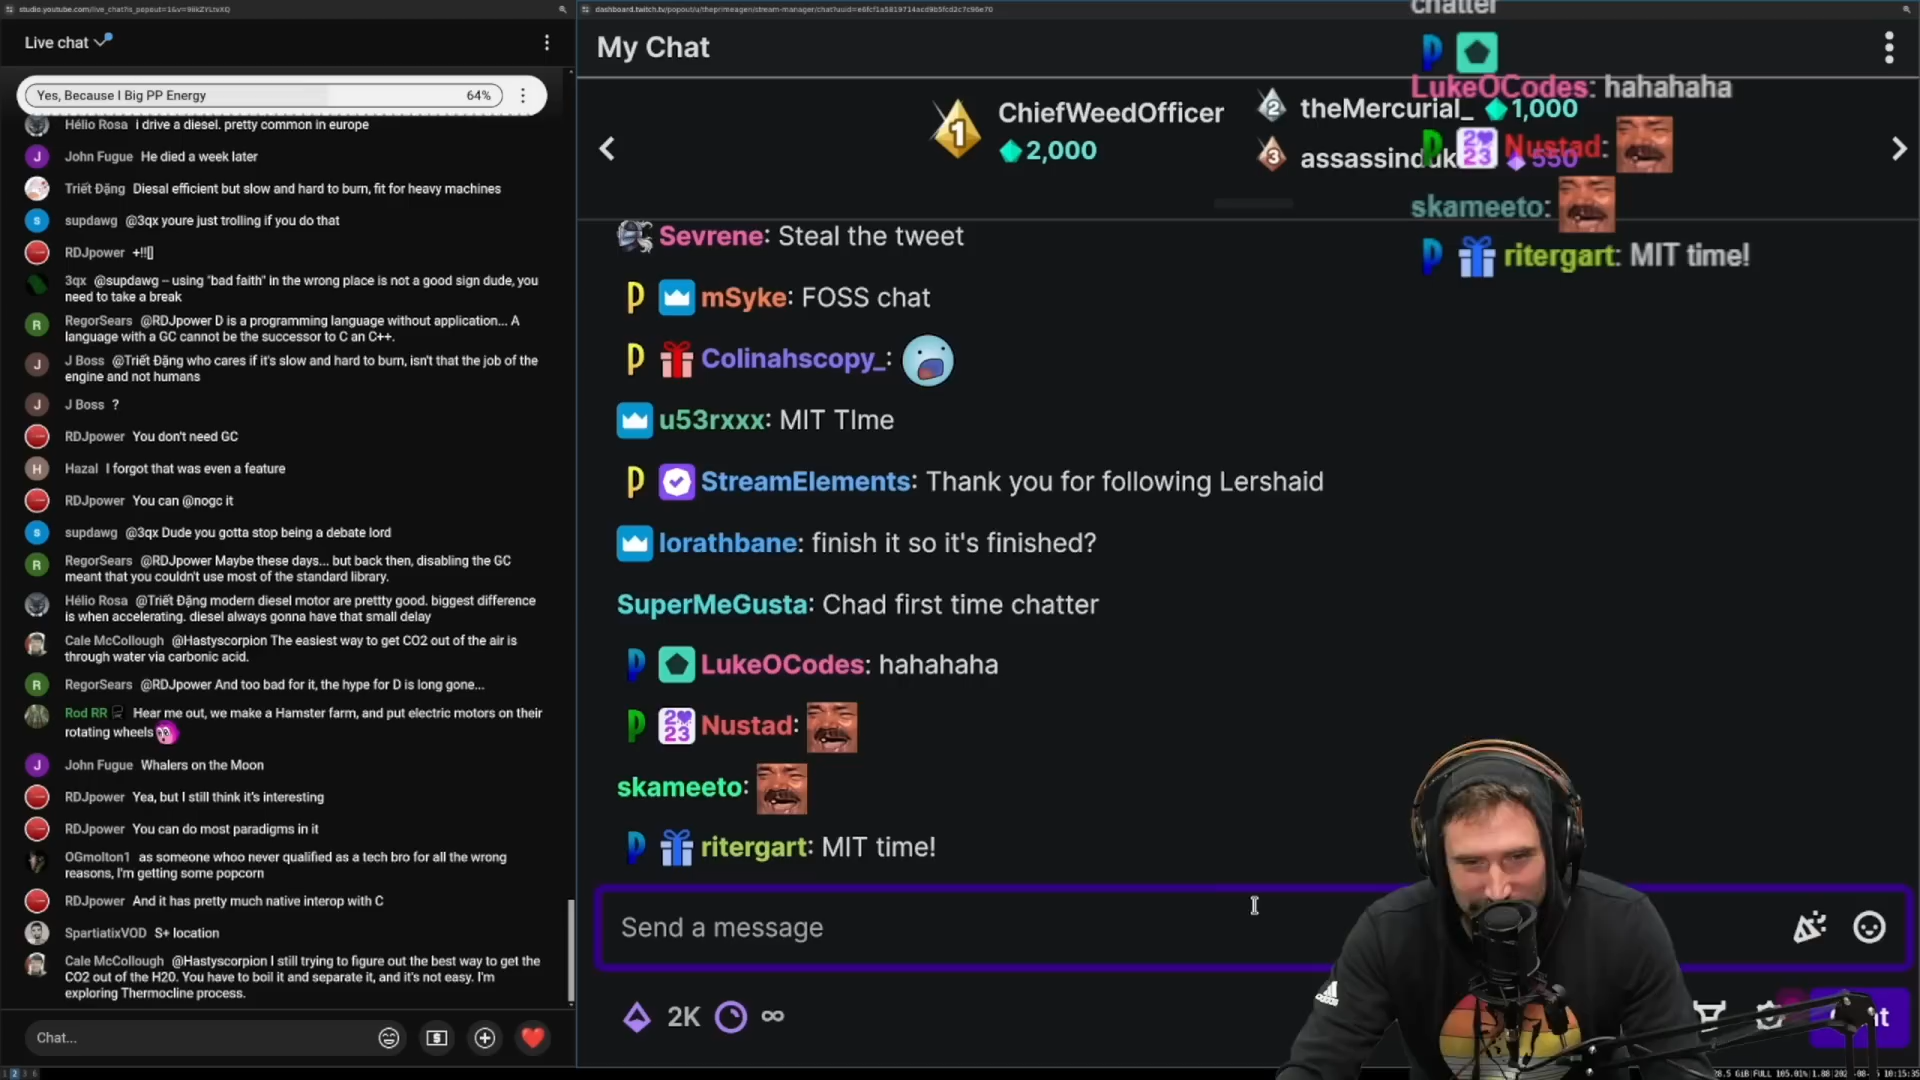 studio.youtube.com/live_chat?is_popout=1&v=
Live chat
Yes, Because I Big PP Energy
64%
Hélio Rosa i drive a diesel. pretty common in europe
J
John Fugue He died a week later
Triết Đặng Diesal efficient but slow and hard to burn, fit for heavy machines
s
supdawg @3qx youre just trolling if you do that
RDJpower +!![]
3qx @supdawg -- using "bad faith" in the wrong place is not a good sign dude, you
need to take a break
R
RegorSears @RDJpower D is a programming language without application... A
language with a GC cannot be the successor to C an C++.
J
J Boss @Triết Đặng who cares if it's slow and hard to burn, isn't that the job of the
engine and not humans
J
J Boss ?
RDJpower You don't need GC
H
Hazal I forgot that was even a feature
RDJpower You can @nogc it
s
supdawg @3qx Dude you gotta stop being a debate lord
R
RegorSears @RDJpower Maybe these days... but back then, disabling the GC
meant that you couldn't use most of the standard library.
Hélio Rosa @Triết Đặng modern diesel motor are prettty good. biggest difference
is when accelerating. diesel always gonna have that small delay
Cale McCollough @Hastyscorpion The easiest way to get CO2 out of the air is
through water via carbonic acid.
R
RegorSears @RDJpower And too bad for it, the hype for D is long gone...
Rod RR Hear me out, we make a Hamster farm, and put electric motors on their
rotating wheels
J
John Fugue Whalers on the Moon
RDJpower Yea, but I still think it's interesting
RDJpower You can do most paradigms in it
OGmolton1 as someone whoo never qualified as a tech bro for all the wrong
reasons, I'm getting some popcorn
RDJpower And it has pretty much native interop with C
SpartiatixVOD S+ location
Cale McCollough @Hastyscorpion I still trying to figure out the best way to get the
CO2 out of the H20. You have to boil it and separate it, and it's not easy. I'm
exploring Thermocline process.
Chat...
My Chat
1
ChiefWeedOfficer
2,000
2
theMercurial_ 1,000
3
assassinduk 550
Sevrene: Steal the tweet
mSyke: FOSS chat
Colinahscopy_:
u53rxxx: MIT TIme
StreamElements: Thank you for following Lershaid
lorathbane: finish it so it's finished?
SuperMeGusta: Chad first time chatter
LukeOCodes: hahahaha
Nustad:
skameeto:
ritergart: MIT time!
Send a message
2K
∞
chatter
LukeOCodes: hahahaha
Nustad:
skameeto:
ritergart: MIT time!
adidas